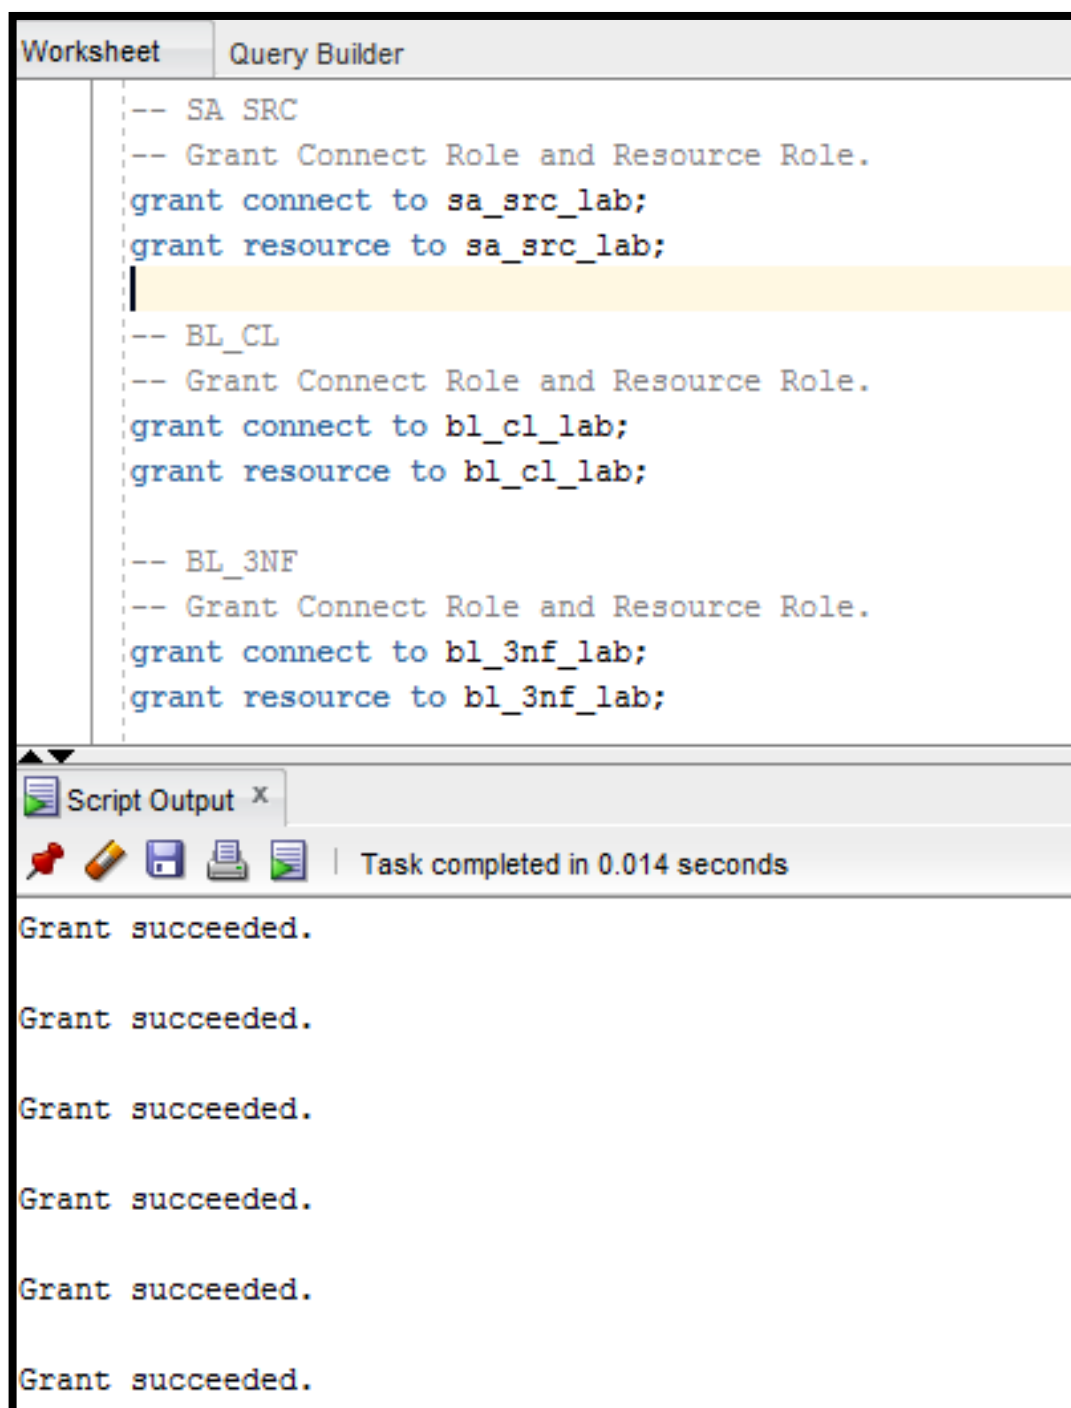 Worksheet Query Builder
-- SA SRC
-- Grant Connect Role and Resource Role.
grant connect to sa_src_lab;
grant resource to sa_src_lab;
-- BL_CL
-- Grant Connect Role and Resource Role.
grant connect to bl_cl_lab;
grant resource to bl_cl_lab;
-- BL_3NF
-- Grant Connect Role and Resource Role.
grant connect to bl_3nf_lab;
grant resource to bl_3nf_lab;
Script Output x
Task completed in 0.014 seconds
Grant succeeded.
Grant succeeded.
Grant succeeded.
Grant succeeded.
Grant succeeded.
Grant succeeded.